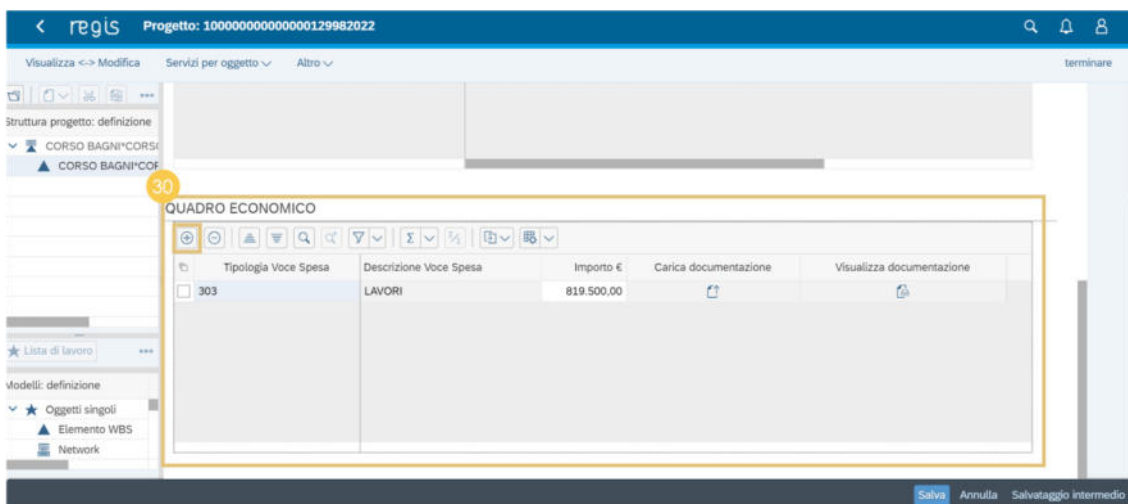 regis Progetto: 100000000000000129982022
Visualizza <-> Modifica Servizi per oggetto Altro terminare
Struttura progetto: definizione
CORSO BAGNI*CORSO
CORSO BAGNI*COR
30
QUADRO ECONOMICO
Tipologia Voce Spesa Descrizione Voce Spesa Importo € Carica documentazione Visualizza documentazione
303 LAVORI 819.500,00
Lista di lavoro
Modelli: definizione
Oggetti singoli
Elemento WBS
Network
Salva Annulla Salvataggio intermedio